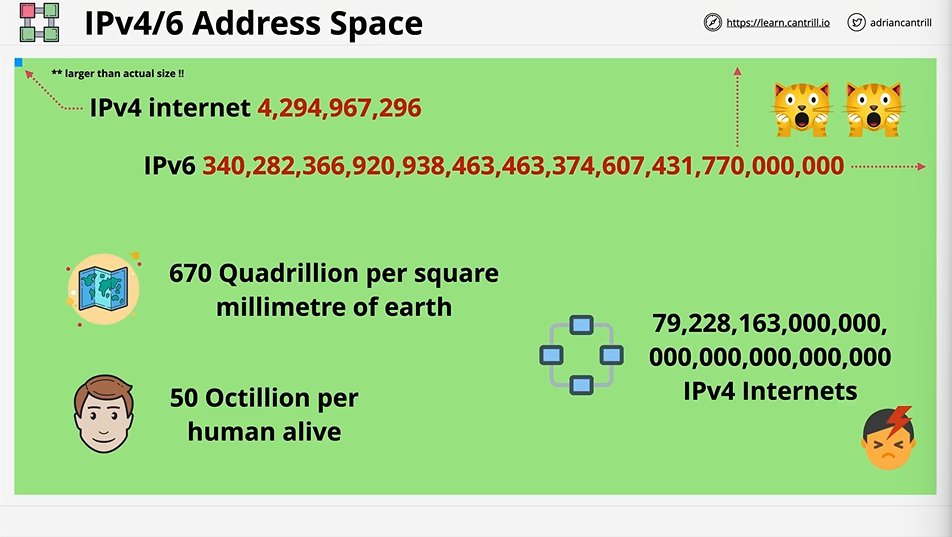 IPv4/6 Address Space
https://learn.cantrill.io
adriancantrill
** larger than actual size !!
IPv4 internet 4,294,967,296
IPv6 340,282,366,920,938,463,463,374,607,431,770,000,000
670 Quadrillion per square
millimetre of earth
79,228,163,000,000,
000,000,000,000,000
IPv4 Internets
50 Octillion per
human alive